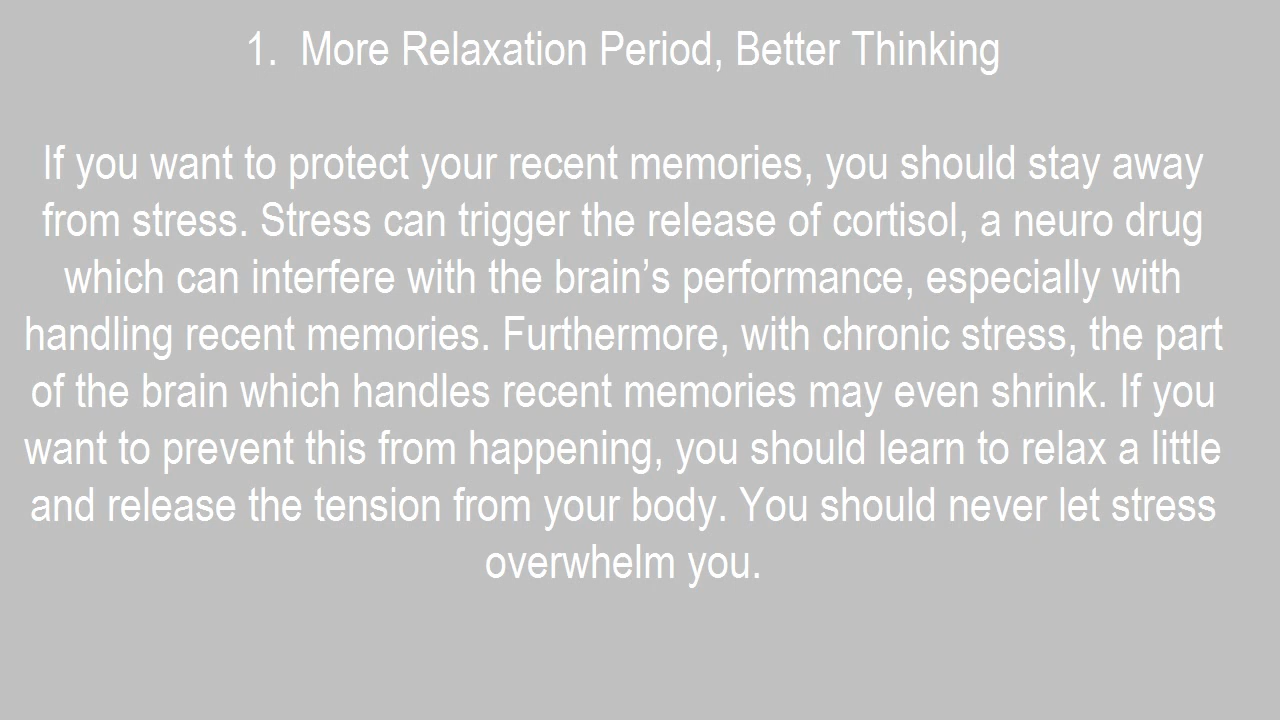 1.  More Relaxation Period, Better Thinking
If you want to protect your recent memories, you should stay away
from stress. Stress can trigger the release of cortisol, a neuro drug
which can interfere with the brain’s performance, especially with
handling recent memories. Furthermore, with chronic stress, the part
of the brain which handles recent memories may even shrink. If you
want to prevent this from happening, you should learn to relax a little
and release the tension from your body. You should never let stress
overwhelm you.